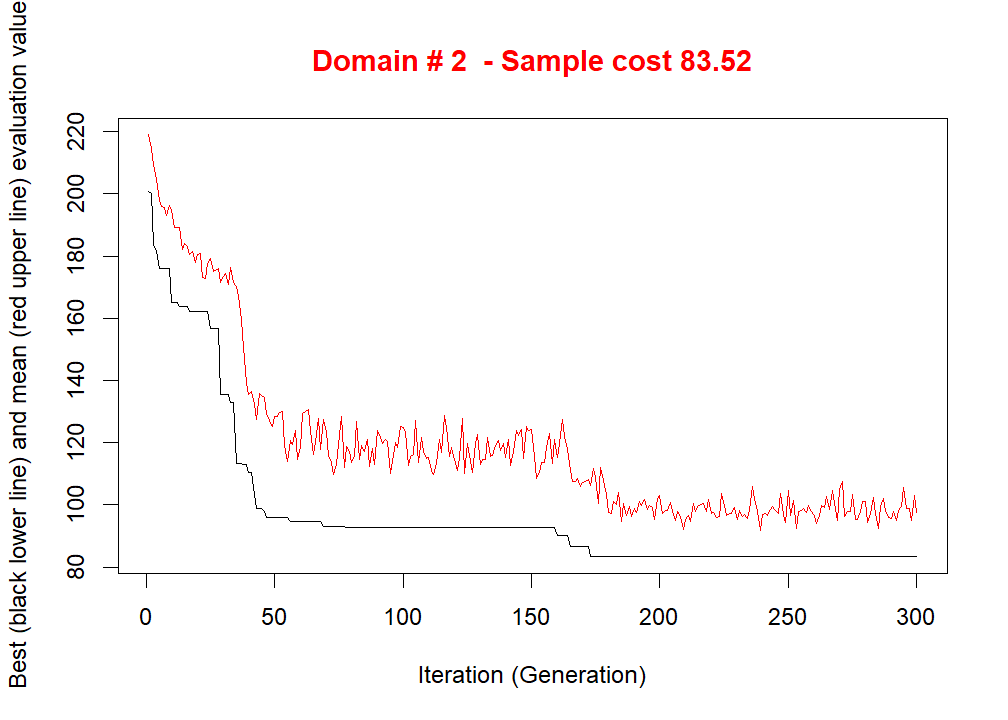 Domain # 2  - Sample cost 83.52
Best (black lower line) and mean (red upper line) evaluation value
220
200
180
160
140
120
100
80
0 50 100 150 200 250 300
Iteration (Generation)